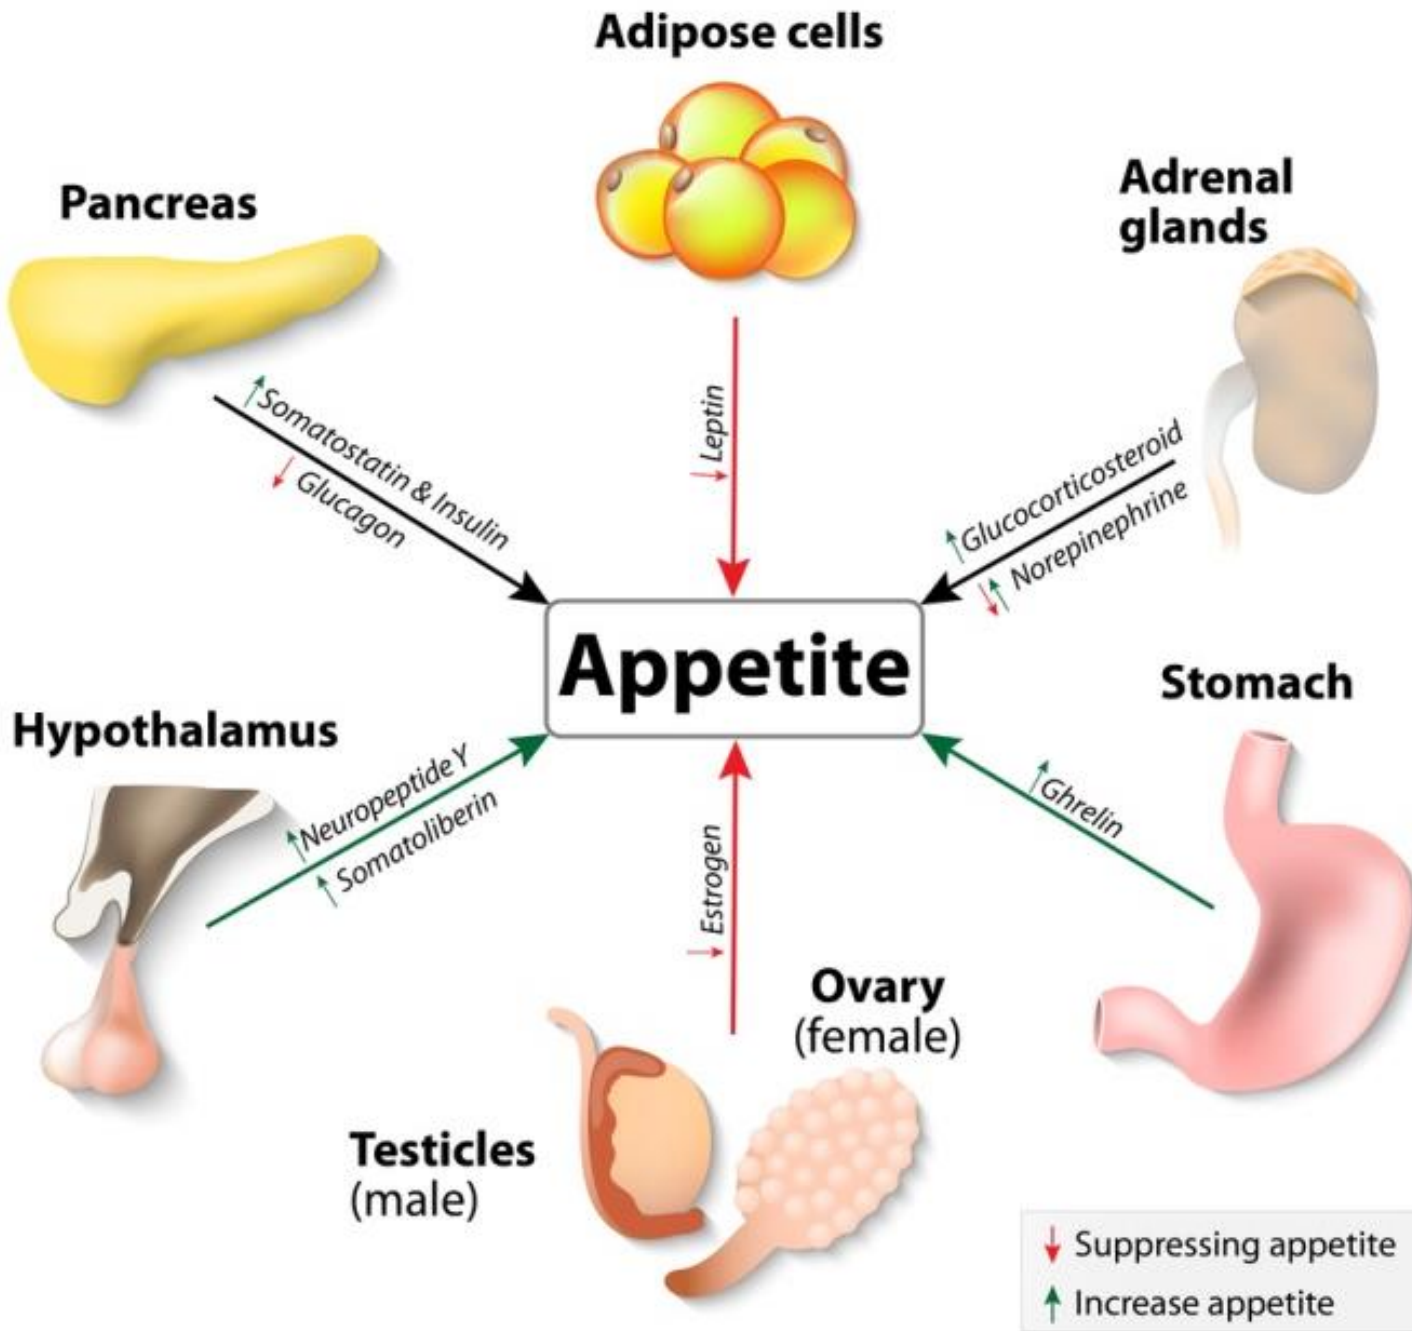 Adipose cells
Pancreas
Adrenal
glands
Somatostatin & Insulin
Glucagon
Leptin
Glucocorticosteroid
Norepinephrine
Appetite
Hypothalamus
Stomach
Neuropeptide Y
Somatoliberin
Estrogen
Ghrelin
Ovary
(female)
Testicles
(male)
Suppressing appetite
Increase appetite